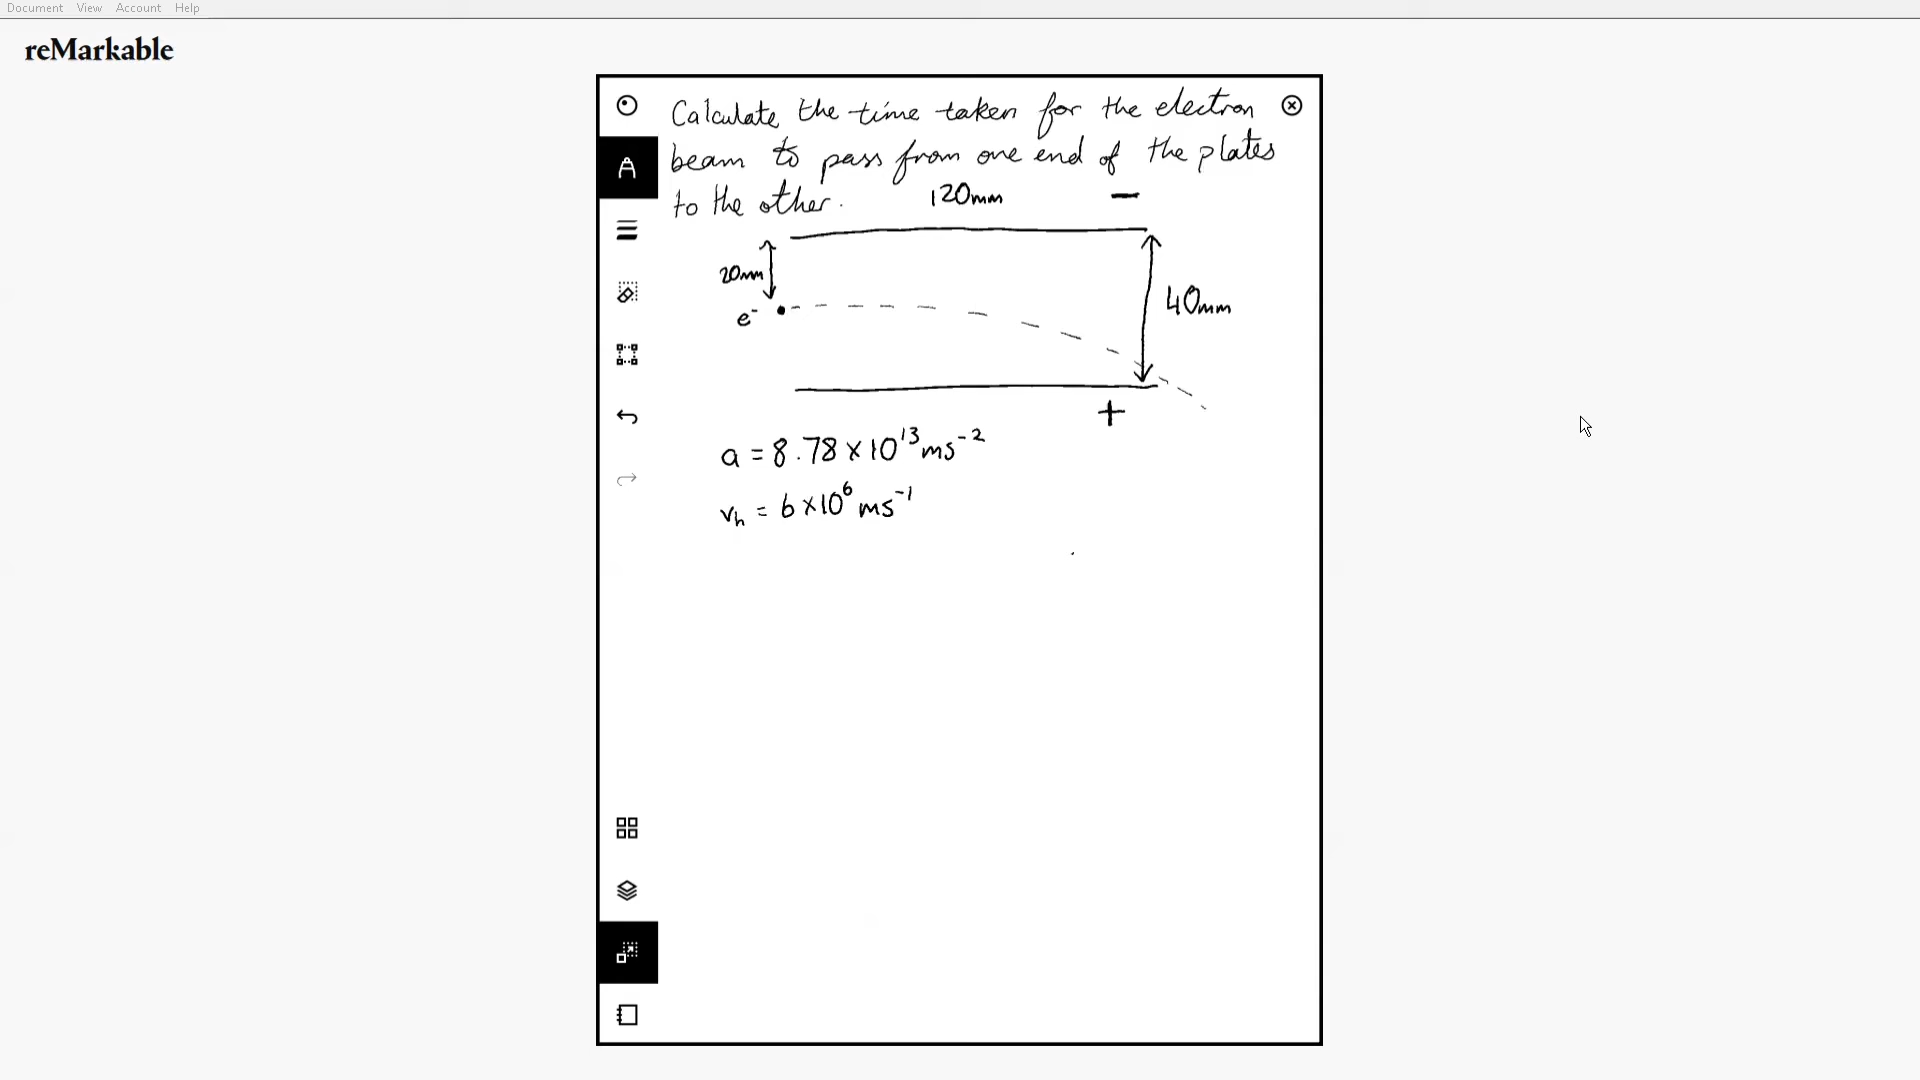 Document View Account Help
reMarkable
Calculate the time taken for the electron
beam to pass from one end of the plates
to the other.
120mm
−
20mm
e⁻
40mm
+
a = 8.78 × 10¹³ ms⁻²
vₕ = 6 × 10⁶ ms⁻¹